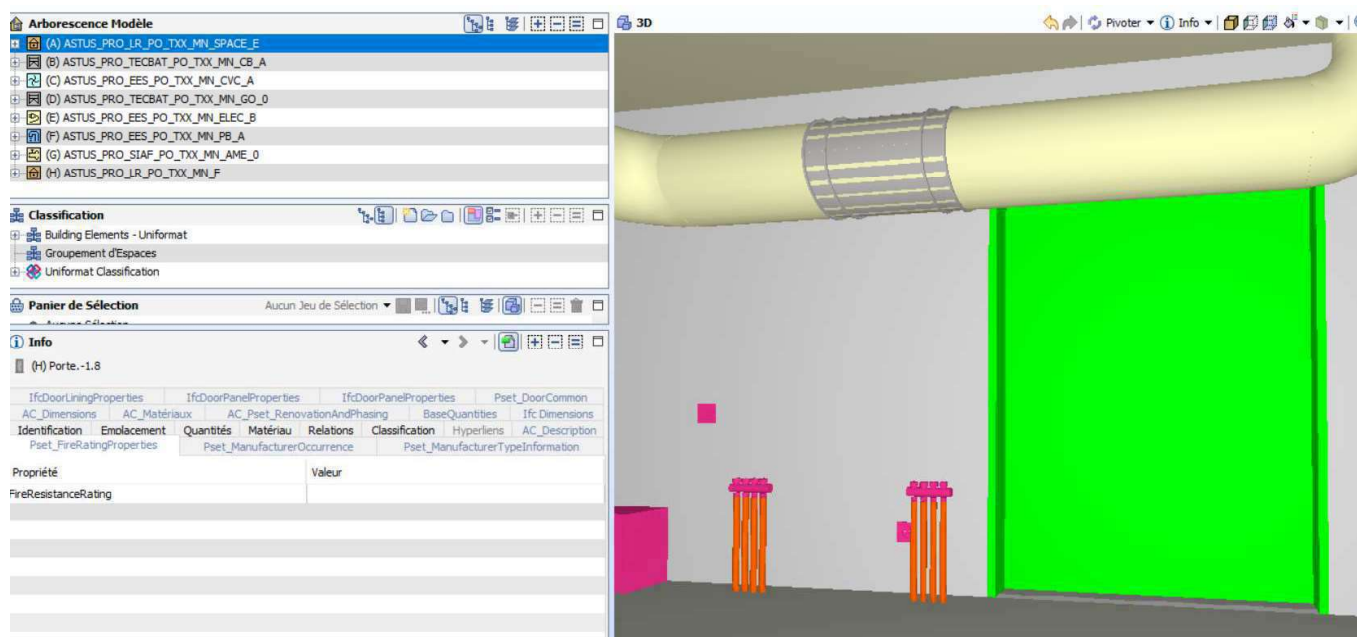 Arborescence Modèle
(A) ASTUS_PRO_LR_PO_TXX_MN_SPACE_E
(B) ASTUS_PRO_TECBAT_PO_TXX_MN_CB_A
(C) ASTUS_PRO_EES_PO_TXX_MN_CVC_A
(D) ASTUS_PRO_TECBAT_PO_TXX_MN_GO_0
(E) ASTUS_PRO_EES_PO_TXX_MN_ELEC_B
(F) ASTUS_PRO_EES_PO_TXX_MN_PB_A
(G) ASTUS_PRO_SIAF_PO_TXX_MN_AME_0
(H) ASTUS_PRO_LR_PO_TXX_MN_F
Classification
Building Elements - Uniformat
Groupement d'Espaces
Uniformat Classification
Panier de Sélection Aucun Jeu de Sélection
Info
(H) Porte.-1.8
IfcDoorLiningProperties IfcDoorPanelProperties IfcDoorPanelProperties Pset_DoorCommon
AC_Dimensions AC_Matériaux AC_Pset_RenovationAndPhasing BaseQuantities Ifc Dimensions
Identification Emplacement Quantités Matériau Relations Classification Hyperliens AC_Description
Pset_FireRatingProperties Pset_ManufacturerOccurrence Pset_ManufacturerTypeInformation
Propriété Valeur
FireResistanceRating
3D Pivoter Info